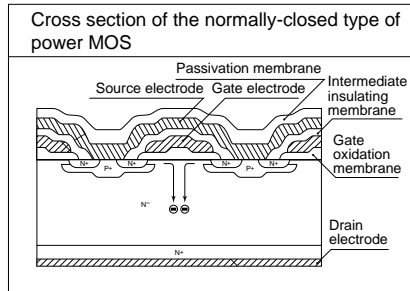 Cross section of the normally-closed type of
power MOS
Passivation membrane
Source electrode
Gate electrode
Intermediate
insulating
membrane
Gate
oxidation
membrane
N+
P+
N+
N+
P+
N+
Drain
electrode
N+